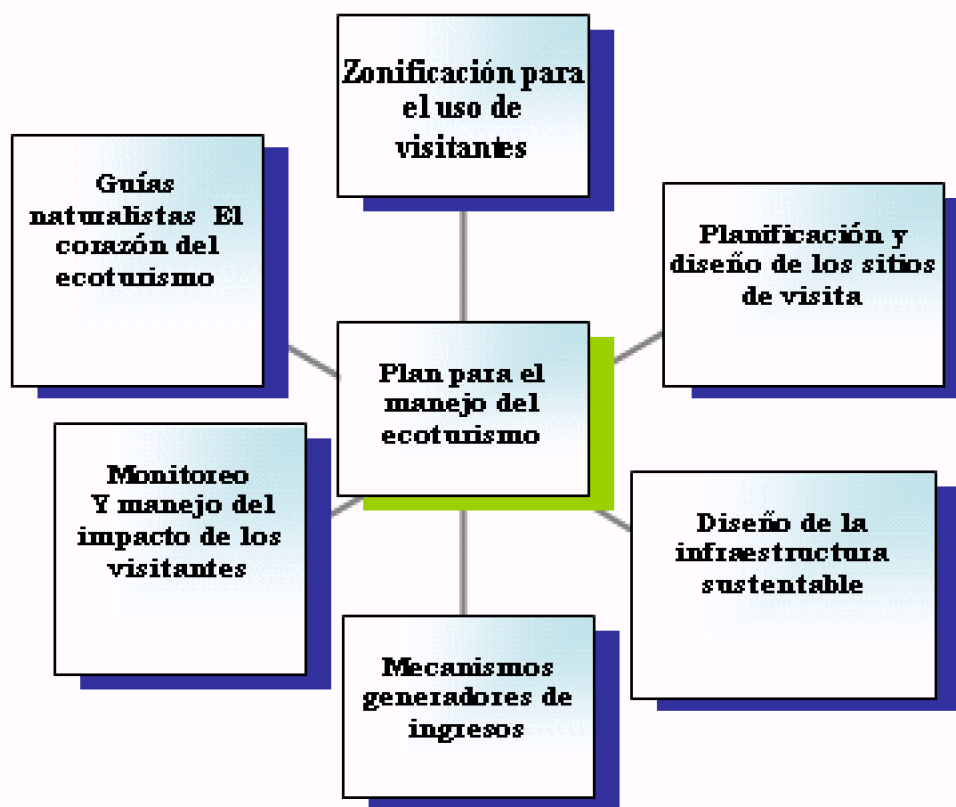 Zonificación para
el uso de
visitantes
Guías
naturalistas El
corazón del
ecoturismo
Planificación y
diseño de los sitios
de visita
Plan para el
manejo del
ecoturismo
Monitoreo
Y manejo del
impacto de los
visitantes
Diseño de la
infraestructura
sustentable
Mecanismos
generadores de
ingresos